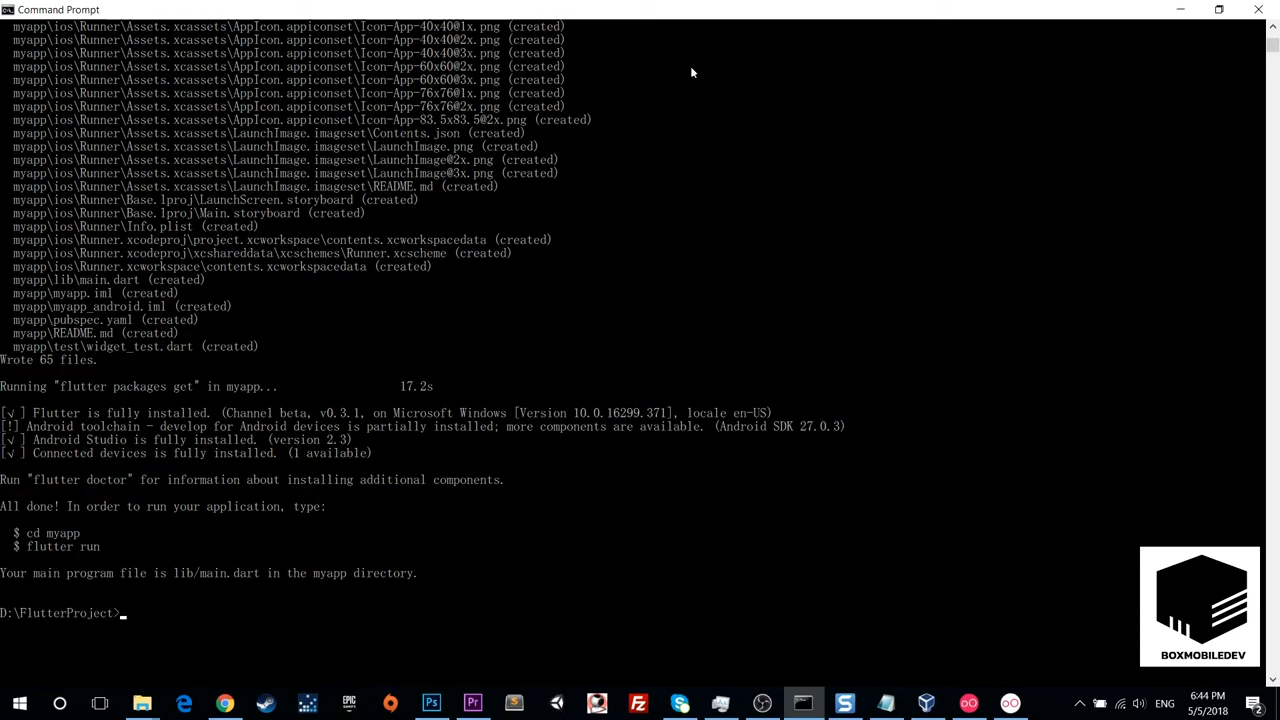 Command Prompt
myapp\ios\Runner\Assets.xcassets\AppIcon.appiconset\Icon-App-40x40@1x.png (created)
myapp\ios\Runner\Assets.xcassets\AppIcon.appiconset\Icon-App-40x40@2x.png (created)
myapp\ios\Runner\Assets.xcassets\AppIcon.appiconset\Icon-App-40x40@3x.png (created)
myapp\ios\Runner\Assets.xcassets\AppIcon.appiconset\Icon-App-60x60@2x.png (created)
myapp\ios\Runner\Assets.xcassets\AppIcon.appiconset\Icon-App-60x60@3x.png (created)
myapp\ios\Runner\Assets.xcassets\AppIcon.appiconset\Icon-App-76x76@1x.png (created)
myapp\ios\Runner\Assets.xcassets\AppIcon.appiconset\Icon-App-76x76@2x.png (created)
myapp\ios\Runner\Assets.xcassets\AppIcon.appiconset\Icon-App-83.5x83.5@2x.png (created)
myapp\ios\Runner\Assets.xcassets\LaunchImage.imageset\Contents.json (created)
myapp\ios\Runner\Assets.xcassets\LaunchImage.imageset\LaunchImage.png (created)
myapp\ios\Runner\Assets.xcassets\LaunchImage.imageset\LaunchImage@2x.png (created)
myapp\ios\Runner\Assets.xcassets\LaunchImage.imageset\LaunchImage@3x.png (created)
myapp\ios\Runner\Assets.xcassets\LaunchImage.imageset\README.md (created)
myapp\ios\Runner\Base.lproj\LaunchScreen.storyboard (created)
myapp\ios\Runner\Base.lproj\Main.storyboard (created)
myapp\ios\Runner\Info.plist (created)
myapp\ios\Runner.xcodeproj\project.xcworkspace\contents.xcworkspacedata (created)
myapp\ios\Runner.xcodeproj\xcshareddata\xcschemes\Runner.xcscheme (created)
myapp\ios\Runner.xcworkspace\contents.xcworkspacedata (created)
myapp\lib\main.dart (created)
myapp\myapp.iml (created)
myapp\myapp_android.iml (created)
myapp\pubspec.yaml (created)
myapp\README.md (created)
myapp\test\widget_test.dart (created)
Wrote 65 files.
Running "flutter packages get" in myapp... 17.2s
[√] Flutter is fully installed. (Channel beta, v0.3.1, on Microsoft Windows [Version 10.0.16299.371], locale en-US)
[!] Android toolchain - develop for Android devices is partially installed; more components are available. (Android SDK 27.0.3)
[√] Android Studio is fully installed. (version 2.3)
[√] Connected devices is fully installed. (1 available)
Run "flutter doctor" for information about installing additional components.
All done! In order to run your application, type:
$ cd myapp
$ flutter run
Your main program file is lib/main.dart in the myapp directory.
D:\FlutterProject>
BOXMOBILEDEV
EPIC
GAMES
Ps
Pr
S
Fz
S
S
ENG
6:44 PM
5/5/2018
2